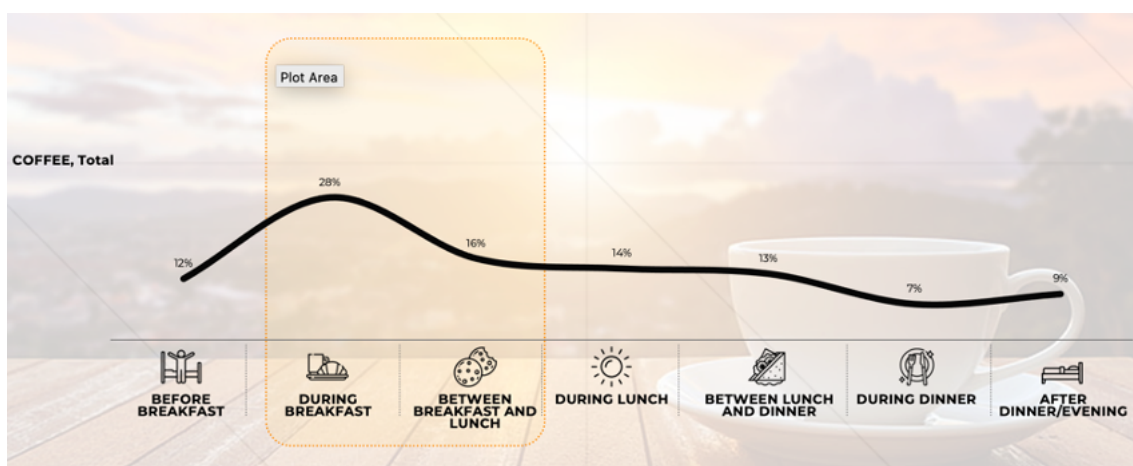 Plot Area
COFFEE, Total
28%
16%
14%
13%
12%
9%
7%
BEFORE
BREAKFAST
DURING
BREAKFAST
BETWEEN
BREAKFAST AND
LUNCH
DURING LUNCH
BETWEEN LUNCH
AND DINNER
DURING DINNER
AFTER
DINNER/EVENING